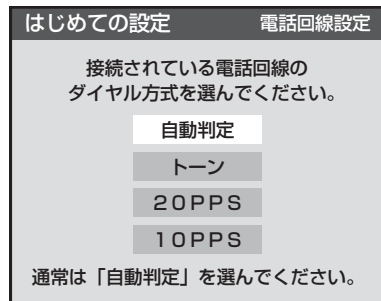 はじめての設定 電話回線設定
接続されている電話回線の
ダイヤル方式を選んでください。
自動判定
トーン
20PPS
10PPS
通常は「自動判定」を選んでください。